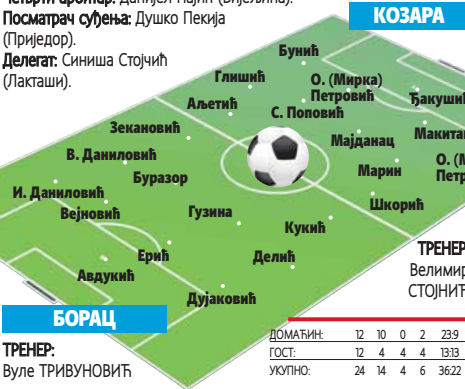 Посматрач суђења: Душко Пекија
(Приједор).
Делегат: Синиша Стојчић
(Лакташи).
КОЗАРА
Бунић
Глишић
О. (Мирка)
Петровић
Аљетић
С. Поповић
Зекановић
Мајданац
В. Даниловић
Буразор
Марин
И. Даниловић
Вејновић
Гузина
Шкорић
Кукић
Ерић
Делић
Авдукић
Дујаковић
БОРАЦ
ТРЕНЕР:
Вуле ТРИВУНОВИЋ
ТРЕНЕР
Велимир
ДОМАЋИН: 12 10 0 2 23:9
ГОСТ: 12 4 4 4 13:13
УКУПНО: 24 14 4 6 36:22